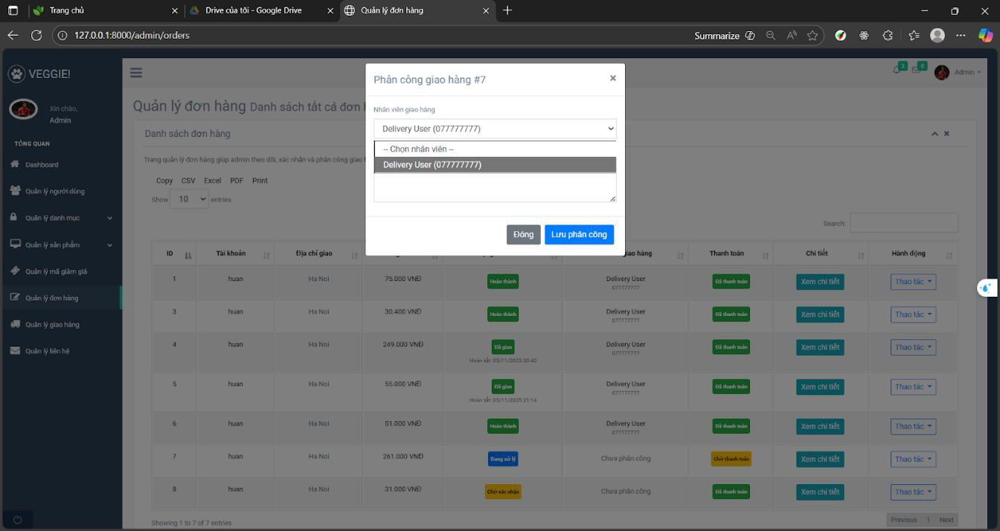 Trang chủ
Drive của tôi - Google Drive
Quản lý đơn hàng
127.0.0.1:8000/admin/orders
Summarize
VEGGIE!
Xin chào,
Admin
TỔNG QUAN
Dashboard
Quản lý người dùng
Quản lý danh mục
Quản lý sản phẩm
Quản lý mã giảm giá
Quản lý đơn hàng
Quản lý giao hàng
Quản lý liên hệ
2
0
Admin
Quản lý đơn hàng Danh sách tất cả đơn
Danh sách đơn hàng
Trang quản lý đơn hàng giúp admin theo dõi, xác nhận và phân công giao
Copy CSV Excel PDF Print
Show 10 entries
Search:
Phân công giao hàng #7
×
Nhân viên giao hàng
Delivery User (077777777)
-- Chọn nhân viên --
Delivery User (077777777)
Đóng
Lưu phân công
ID Tài khoản Địa chỉ giao giao hàng Thanh toán Chi tiết Hành động
1 huan Ha Noi 75.000 VNĐ Hoàn thành Delivery User Đã thanh toán Xem chi tiết Thao tác
077777777
3 huan Ha Noi 30.400 VNĐ Hoàn thành Delivery User Đã thanh toán Xem chi tiết Thao tác
077777777
4 huan Ha Noi 249.000 VNĐ Đã giao Delivery User Đã thanh toán Xem chi tiết Thao tác
Hoàn tất: 05/11/2025 20:40 077777777
5 huan Ha Noi 55.000 VNĐ Đã giao Delivery User Đã thanh toán Xem chi tiết Thao tác
Hoàn tất: 05/11/2025 21:14 077777777
6 huan Ha Noi 51.000 VNĐ Hoàn thành Delivery User Đã thanh toán Xem chi tiết Thao tác
077777777
7 huan Ha Noi 261.000 VNĐ Đang xử lý Chưa phân công Chờ thanh toán Xem chi tiết Thao tác
8 huan Ha Noi 31.000 VNĐ Chờ xác nhận Chưa phân công Đã thanh toán Xem chi tiết Thao tác
Showing 1 to 7 of 7 entries
Previous 1 Next